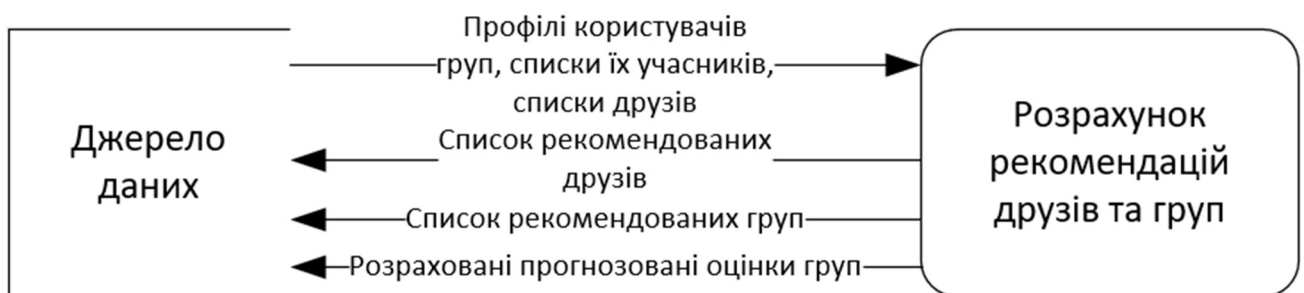 Джерело
даних
Профілі користувачів
груп, списки їх учасників,
списки друзів
Список рекомендованих
друзів
Список рекомендованих груп
Розраховані прогнозовані оцінки груп
Розрахунок
рекомендацій
друзів та груп